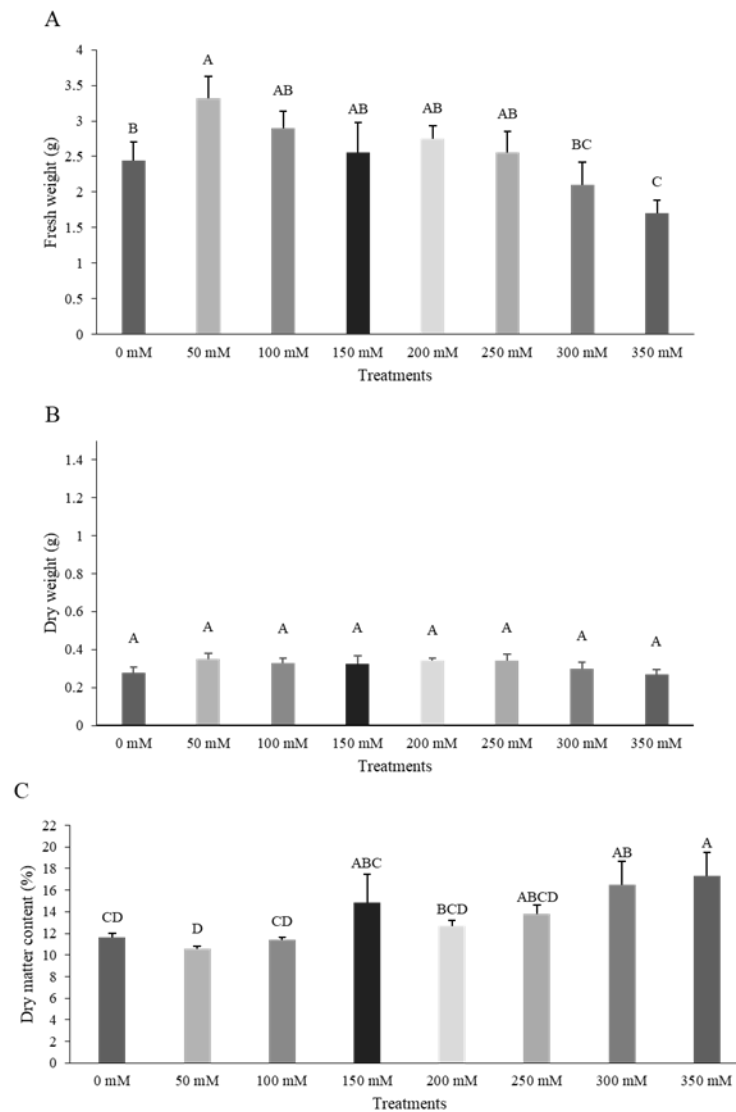 A
4
A
3.5
AB
3
AB
AB
AB
B
2.5
BC
2
C
1.5
1
0.5
0
Fresh weight (g)
0 mM 50 mM 100 mM 150 mM 200 mM 250 mM 300 mM 350 mM
Treatments
B
1.4
1.2
1
0.8
0.6
0.4
0.2
0
Dry weight (g)
A A A A A A A A
0 mM 50 mM 100 mM 150 mM 200 mM 250 mM 300 mM 350 mM
Treatments
C
22
20
18
16
14
12
10
8
6
4
2
0
Dry matter content (%)
CD D CD ABC BCD ABCD AB A
0 mM 50 mM 100 mM 150 mM 200 mM 250 mM 300 mM 350 mM
Treatments